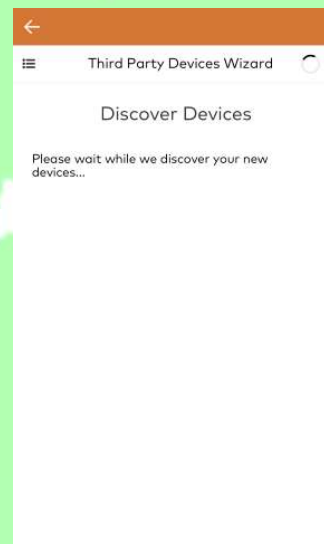 Third Party Devices Wizard
Discover Devices
Please wait while we discover your new
devices...